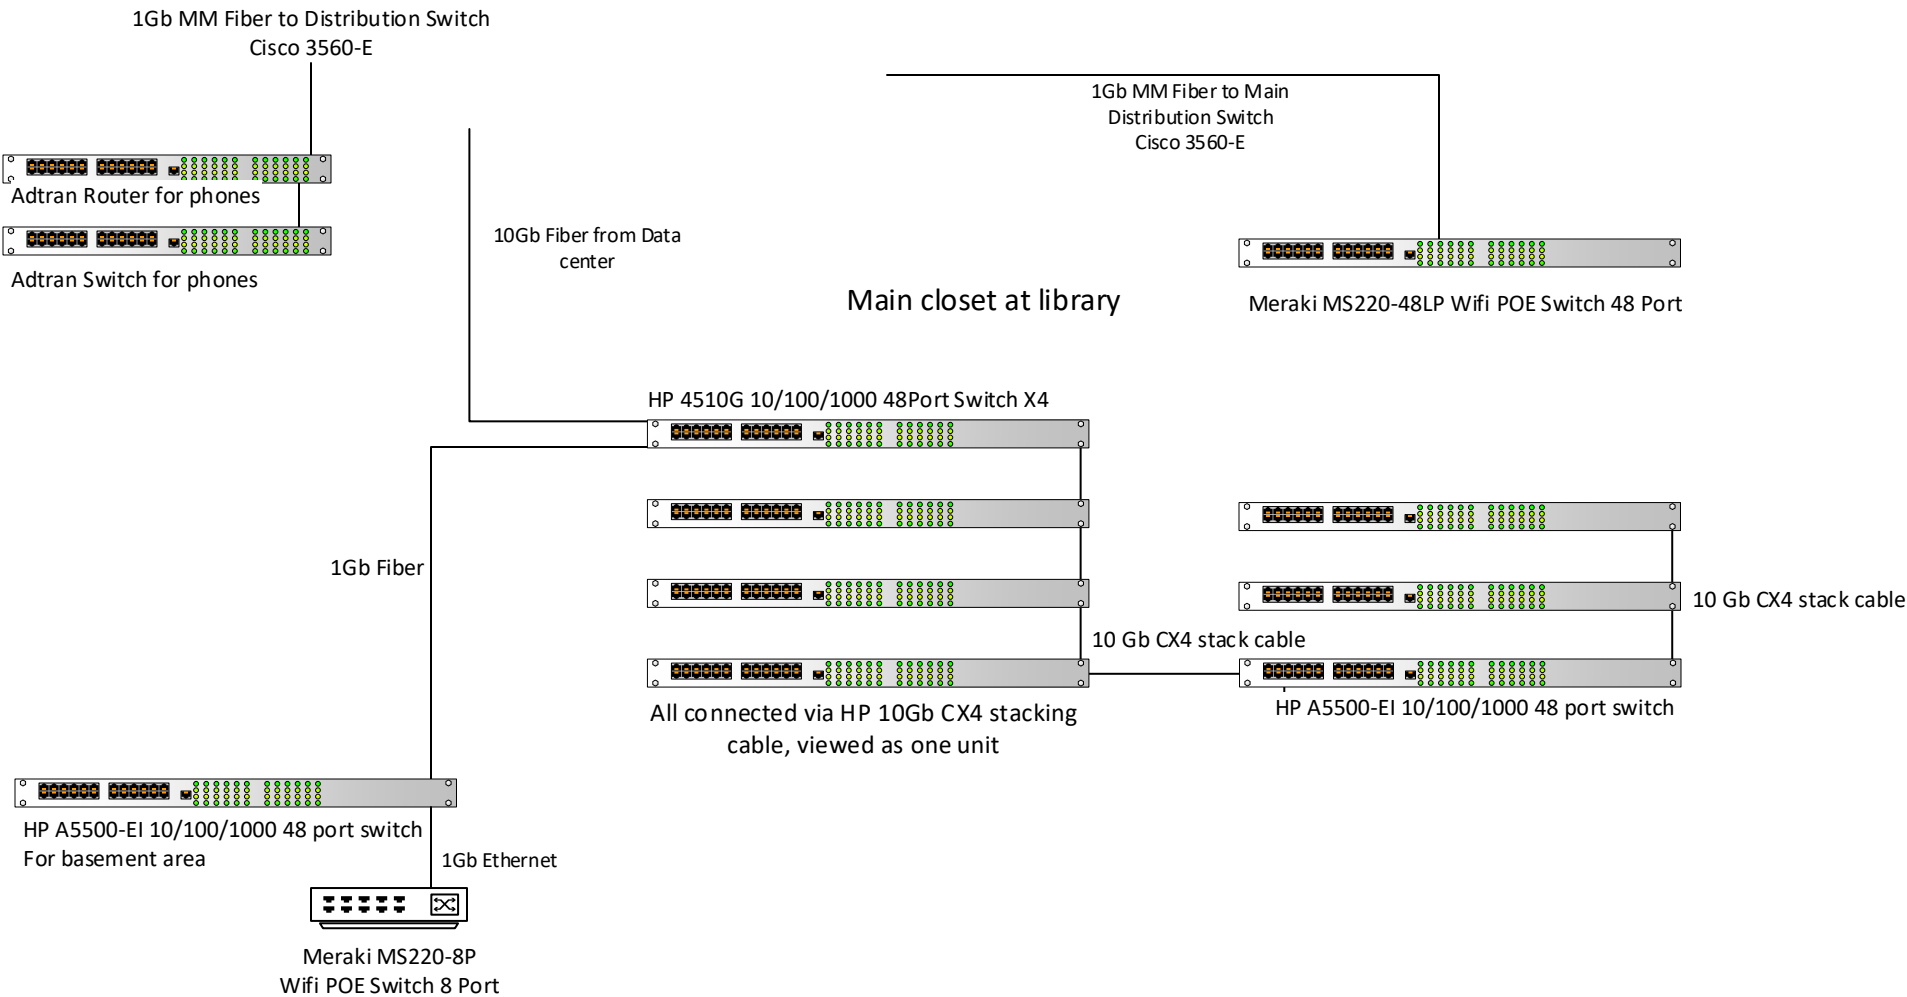 1Gb MM Fiber to Distribution Switch
Cisco 3560-E
1Gb MM Fiber to Main
Distribution Switch
Cisco 3560-E
Adtran Router for phones
10Gb Fiber from Data
center
Adtran Switch for phones
Main closet at library
Meraki MS220-48LP Wifi POE Switch 48 Port
HP 4510G 10/100/1000 48Port Switch X4
1Gb Fiber
10 Gb CX4 stack cable
10 Gb CX4 stack cable
All connected via HP 10Gb CX4 stacking
cable, viewed as one unit
HP A5500-EI 10/100/1000 48 port switch
HP A5500-EI 10/100/1000 48 port switch
For basement area
1Gb Ethernet
Meraki MS220-8P
Wifi POE Switch 8 Port